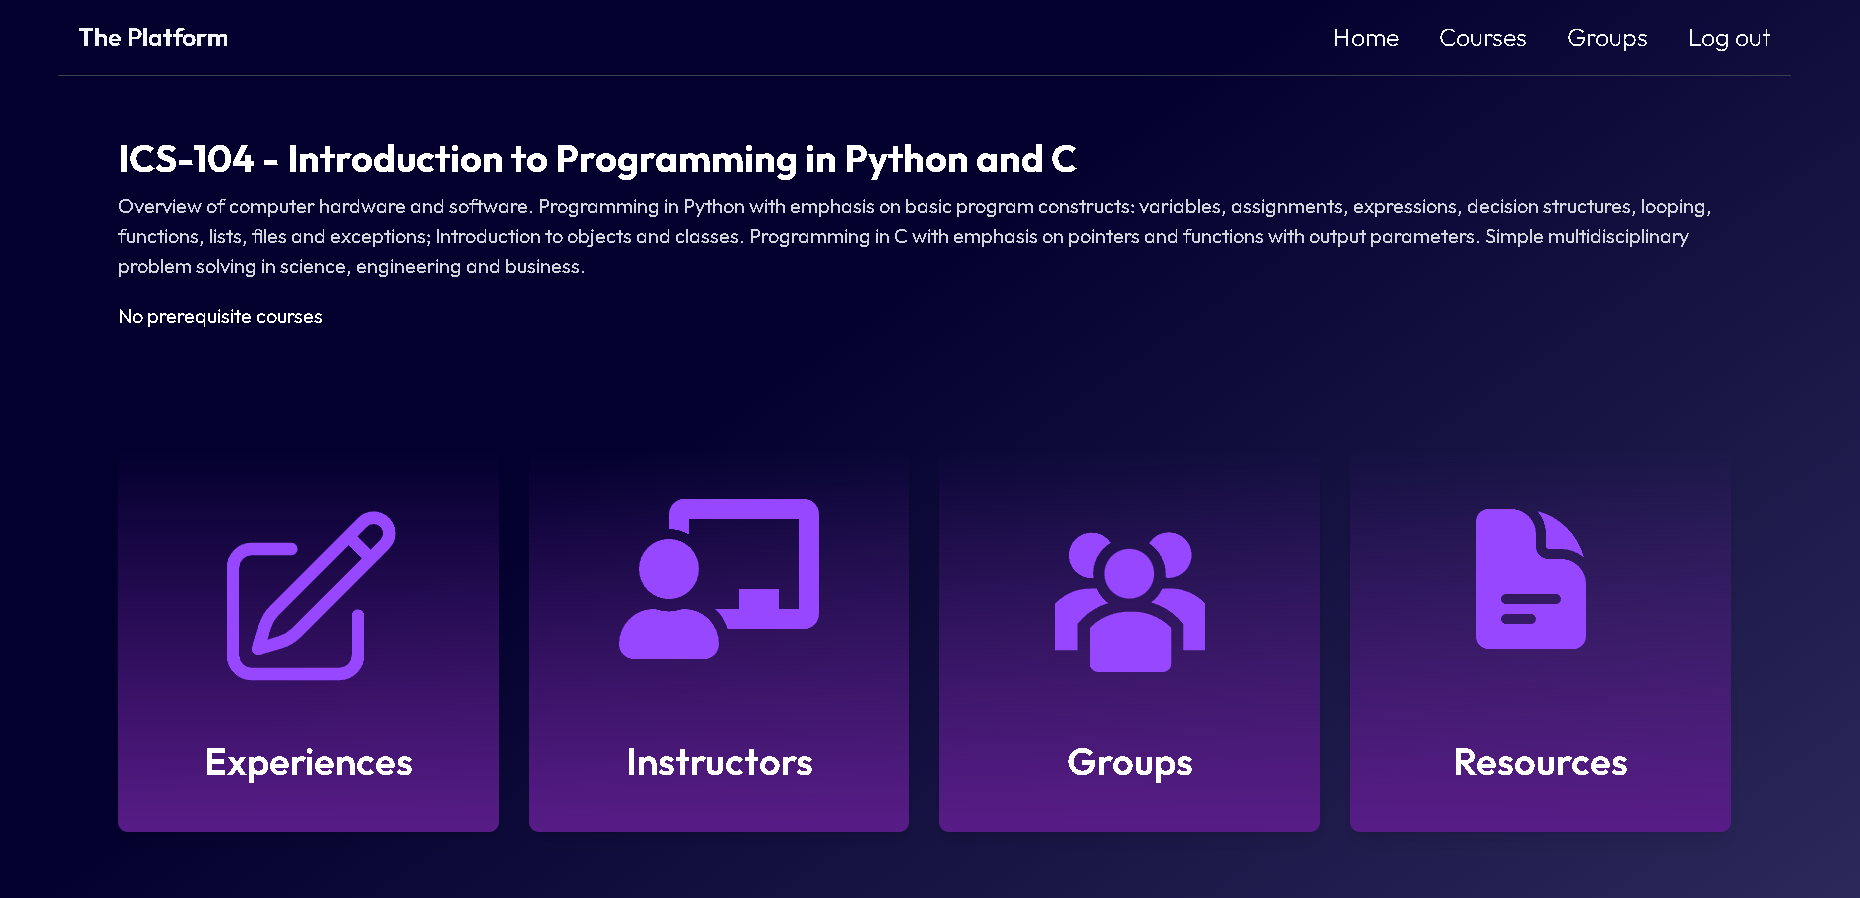 The Platform
Home Courses Groups Log out
ICS-104 - Introduction to Programming in Python and C
Overview of computer hardware and software. Programming in Python with emphasis on basic program constructs: variables, assignments, expressions, decision structures, looping,
functions, lists, files and exceptions; Introduction to objects and classes. Programming in C with emphasis on pointers and functions with output parameters. Simple multidisciplinary
problem solving in science, engineering and business.
No prerequisite courses
Experiences
Instructors
Groups
Resources